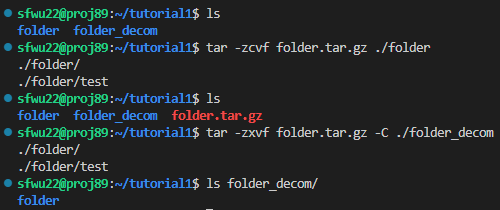 sfwu22@proj89:~/tutorial1$ ls
folder  folder_decom
sfwu22@proj89:~/tutorial1$ tar -zcvf folder.tar.gz ./folder
./folder/
./folder/test
sfwu22@proj89:~/tutorial1$ ls
folder  folder_decom  folder.tar.gz
sfwu22@proj89:~/tutorial1$ tar -zxvf folder.tar.gz -C ./folder_decom
./folder/
./folder/test
sfwu22@proj89:~/tutorial1$ ls folder_decom/
folder